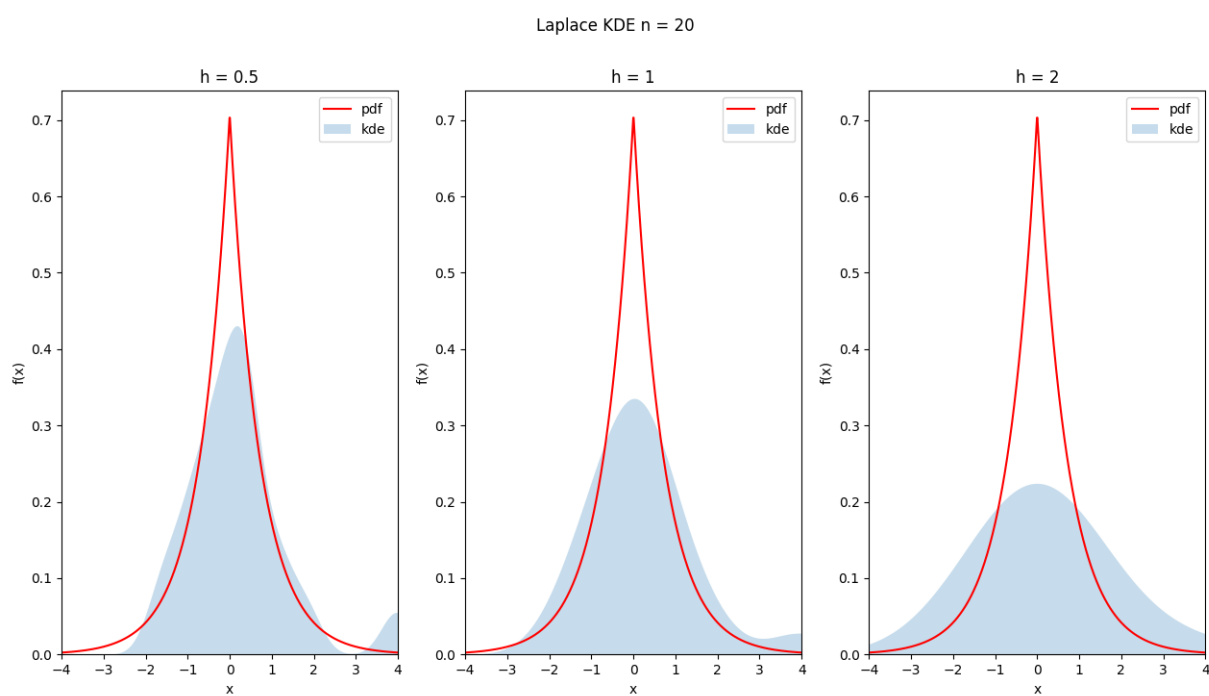 Laplace KDE n = 20
h = 0.5
pdf
kde
0.7
0.6
0.5
0.4
0.3
0.2
0.1
0.0
f(x)
−4 −3 −2 −1 0 1 2 3 4
x
h = 1
pdf
kde
0.7
0.6
0.5
0.4
0.3
0.2
0.1
0.0
f(x)
−4 −3 −2 −1 0 1 2 3 4
x
h = 2
pdf
kde
0.7
0.6
0.5
0.4
0.3
0.2
0.1
0.0
f(x)
−4 −3 −2 −1 0 1 2 3 4
x